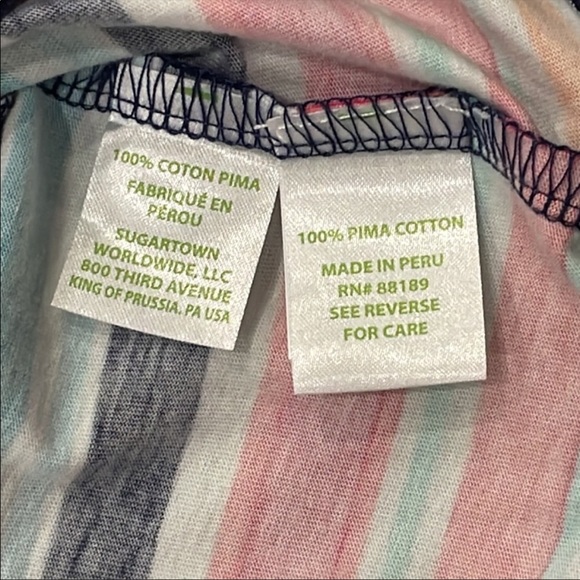 100% COTON PIMA
FABRIQUÉ EN
PÉROU
SUGARTOWN
WORLDWIDE, LLC
800 THIRD AVENUE
KING OF PRUSSIA, PA USA
100% PIMA COTTON
MADE IN PERU
RN# 88189
SEE REVERSE
FOR CARE